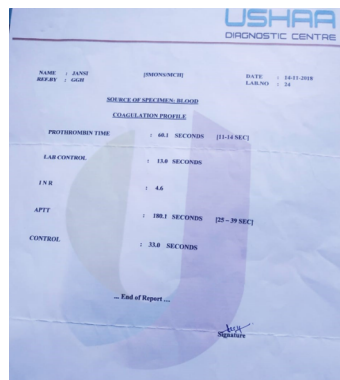 USHAA
DIAGNOSTIC CENTRE
NAME : JANSI [8MONS/MCH] DATE : 14-11-2018
REF.BY : GGH LAB.NO : 34
SOURCE OF SPECIMEN: BLOOD
COAGULATION PROFILE
PROTHROMBIN TIME : 60.1 SECONDS [11-14 SEC]
LAB CONTROL : 13.0 SECONDS
I N R : 4.6
APTT : 180.1 SECONDS [25 – 39 SEC]
CONTROL : 33.0 SECONDS
... End of Report ...
Signature